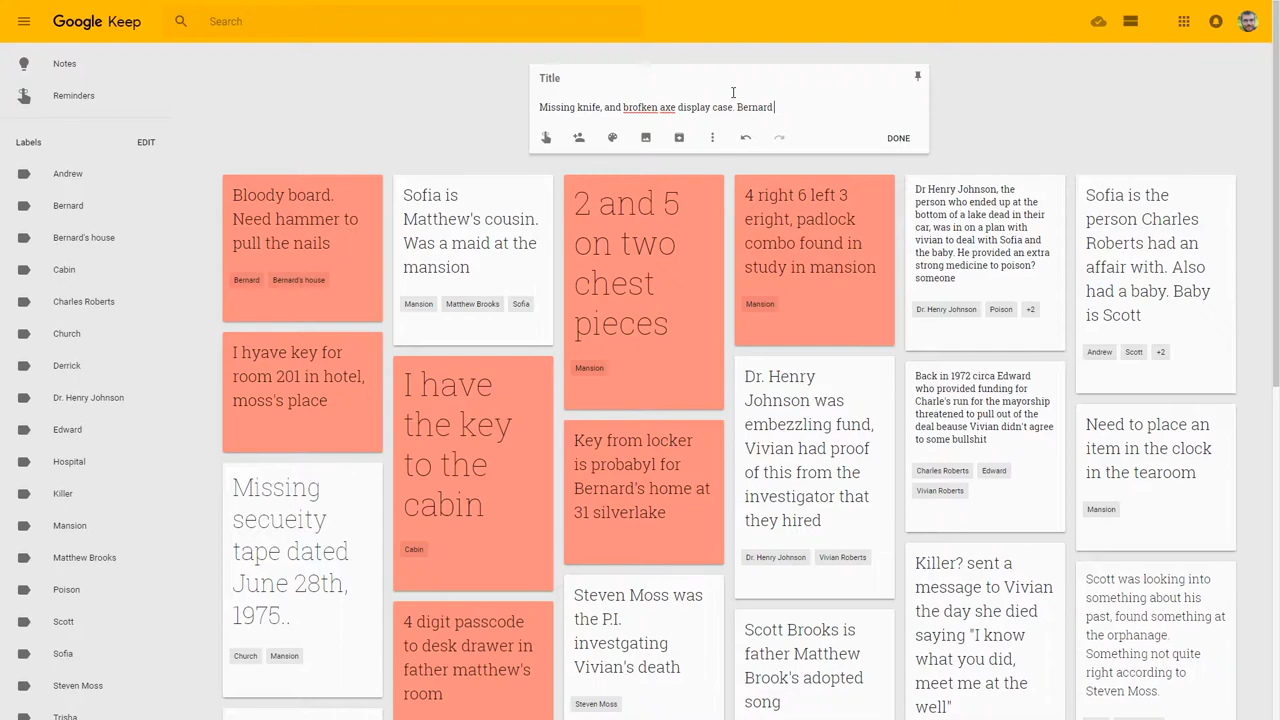 Google Keep
Search
Notes
Reminders
Labels
EDIT
Andrew
Bernard
Bernard's house
Cabin
Charles Roberts
Church
Derrick
Dr. Henry Johnson
Edward
Hospital
Killer
Mansion
Matthew Brooks
Poison
Scott
Sofia
Steven Moss
Trisha
Title
Missing knife, and brofken axe display case. Bernard
DONE
Bloody board.
Need hammer to
pull the nails
Bernard
Bernard's house
I hyave key for
room 201 in hotel,
moss's place
Missing
secueity
tape dated
June 28th,
1975..
Church
Mansion
Sofia is
Matthew's cousin.
Was a maid at the
mansion
Mansion
Matthew Brooks
Sofia
I have
the key
to the
cabin
Cabin
4 digit passcode
to desk drawer in
father matthew's
room
2 and 5
on two
chest
pieces
Mansion
Key from locker
is probabyl for
Bernard's home at
31 silverlake
Steven Moss was
the P.I.
investgating
Vivian's death
Steven Moss
4 right 6 left 3
eright, padlock
combo found in
study in mansion
Mansion
Dr. Henry
Johnson was
embezzling fund,
Vivian had proof
of this from the
investigator that
they hired
Dr. Henry Johnson
Vivian Roberts
Scott Brooks is
father Matthew
Brook's adopted
song
Dr Henry Johnson, the
person who ended up at the
bottom of a lake dead in their
car, was in on a plan with
vivian to deal with Sofia and
the baby. He provided an extra
strong medicine to poison?
someone
Dr. Henry Johnson
Poison
+2
Back in 1972 circa Edward
who provided funding for
Charle's run for the mayorship
threatened to pull out of the
deal beause Vivian didn't agree
to some bullshit
Charles Roberts
Edward
Vivian Roberts
Killer? sent a
message to Vivian
the day she died
saying "I know
what you did,
meet me at the
well"
Sofia is the
person Charles
Roberts had an
affair with. Also
had a baby. Baby
is Scott
Andrew
Scott
+2
Need to place an
item in the
tearoom
Mansion
Scott was looking into
something about his
past, found something at
the orphanage.
Something not quite
right according to
Steven Moss.